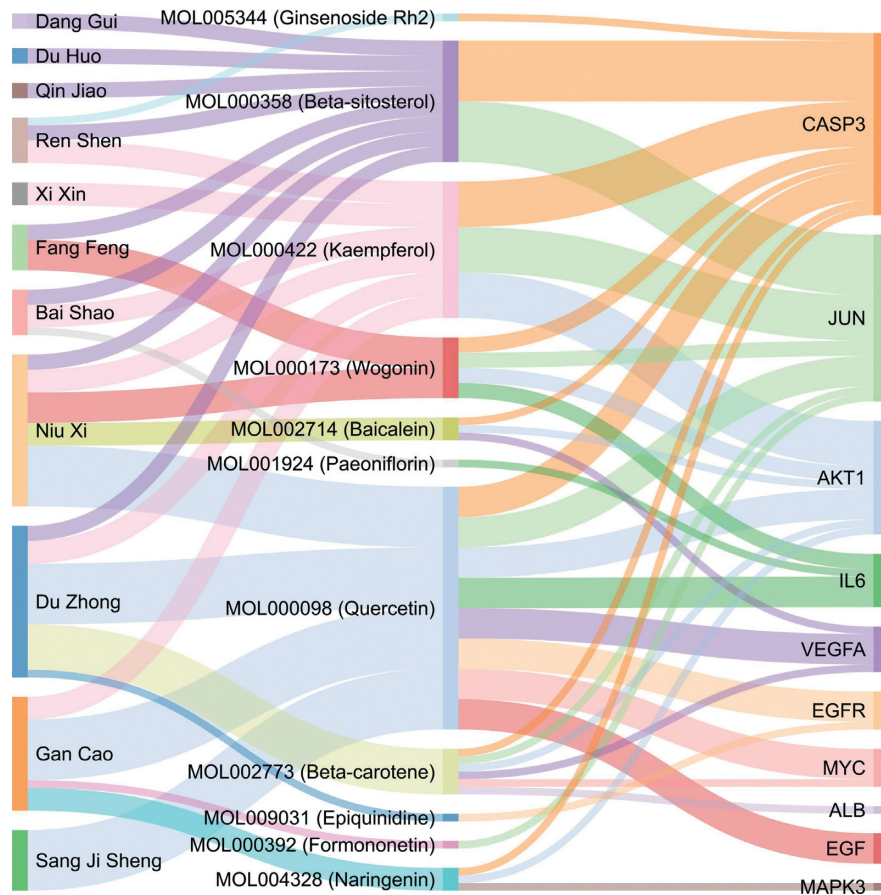 Dang Gui
Du Huo
Qin Jiao
Ren Shen
Xi Xin
Fang Feng
Bai Shao
Niu Xi
Du Zhong
Gan Cao
Sang Ji Sheng
MOL005344 (Ginsenoside Rh2)
MOL000358 (Beta-sitosterol)
MOL000422 (Kaempferol)
MOL000173 (Wogonin)
MOL002714 (Baicalein)
MOL001924 (Paeoniflorin)
MOL000098 (Quercetin)
MOL002773 (Beta-carotene)
MOL009031 (Epiquinidine)
MOL000392 (Formononetin)
MOL004328 (Naringenin)
CASP3
JUN
AKT1
IL6
VEGFA
EGFR
MYC
ALB
EGF
MAPK3